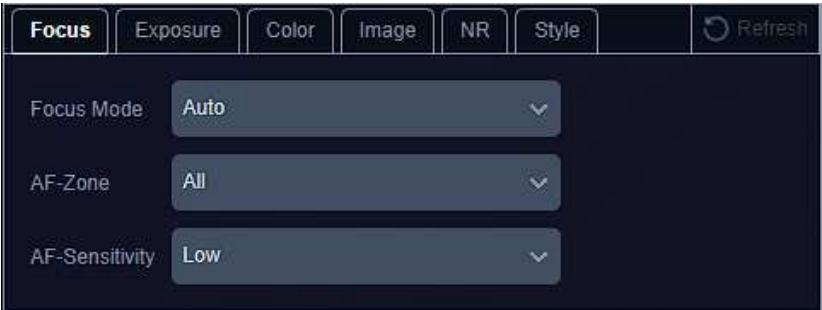 Focus Exposure Color Image NR Style Refresh
Focus Mode Auto
AF-Zone All
AF-Sensitivity Low